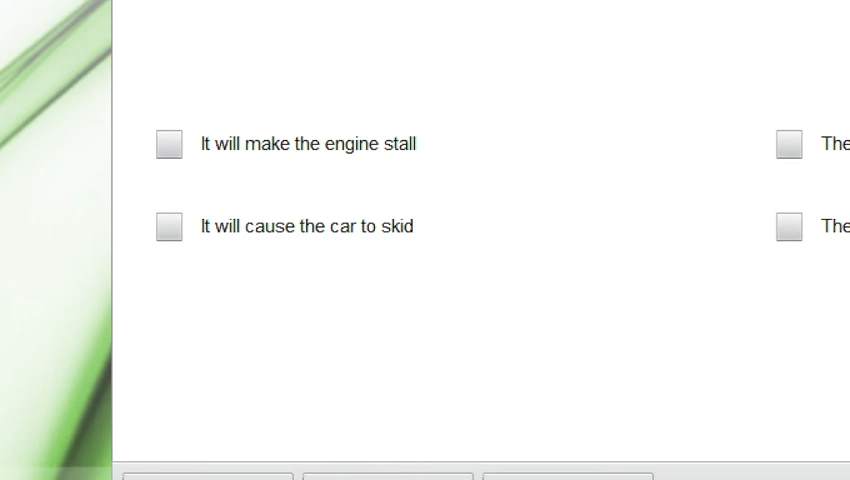 It will make the engine stall
The
It will cause the car to skid
The